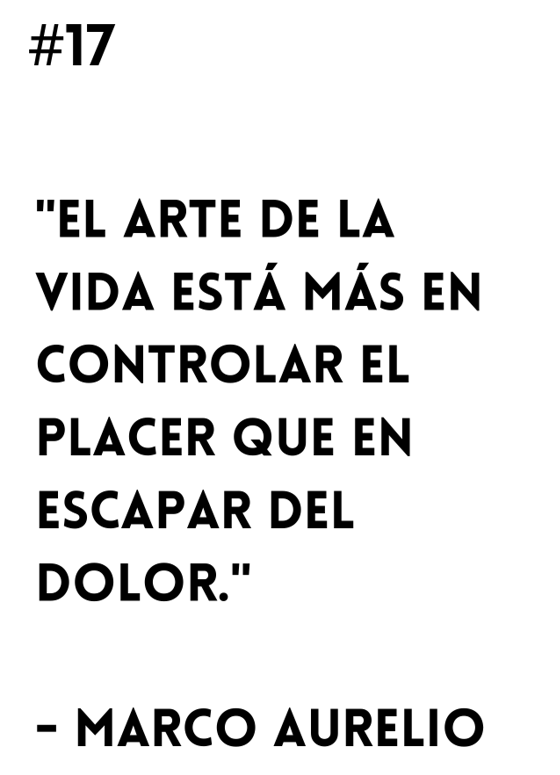 #17
"EL ARTE DE LA
VIDA ESTÁ MÁS EN
CONTROLAR EL
PLACER QUE EN
ESCAPAR DEL
DOLOR."
- MARCO AURELIO